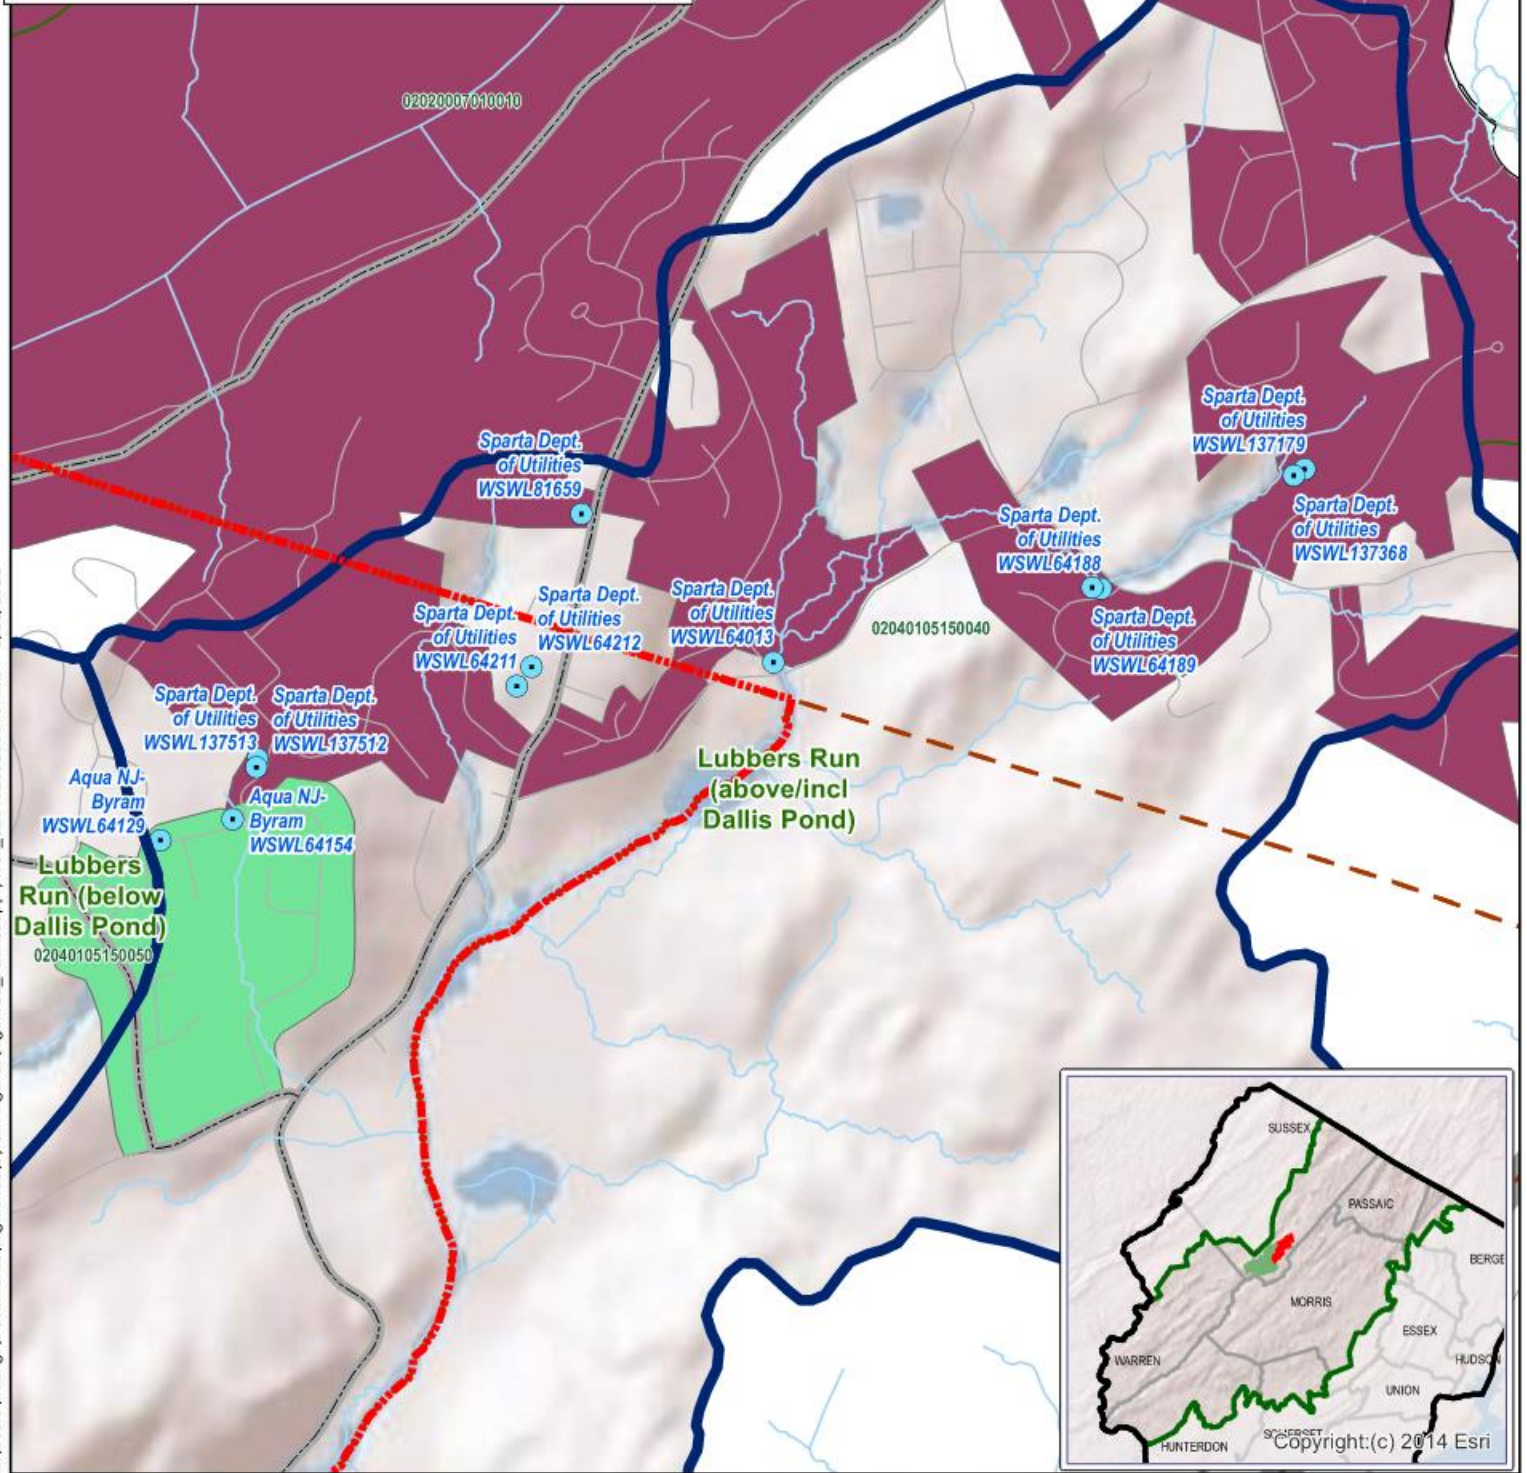 02020007010010
Sparta Dept.
of Utilities
WSWL81659
Sparta Dept.
of Utilities
WSWL137179
Sparta Dept.
of Utilities
WSWL137368
Sparta Dept.
of Utilities
WSWL64188
Sparta Dept.
of Utilities
WSWL64189
Sparta Dept.
of Utilities
WSWL64211
Sparta Dept.
of Utilities
WSWL64212
Sparta Dept.
of Utilities
WSWL64013
02040105150040
Sparta Dept.
of Utilities
WSWL137513
Sparta Dept.
of Utilities
WSWL137512
Aqua NJ-
Byram
WSWL64129
Aqua NJ-
Byram
WSWL64154
Lubbers Run
(above/incl
Dallis Pond)
Lubbers
Run (below
Dallis Pond)
02040105150050
SUSSEX
PASSAIC
BERGE
MORRIS
ESSEX
HUDSON
WARREN
UNION
SOMERSET
HUNTERDON
Copyright:(c) 2014 Esri